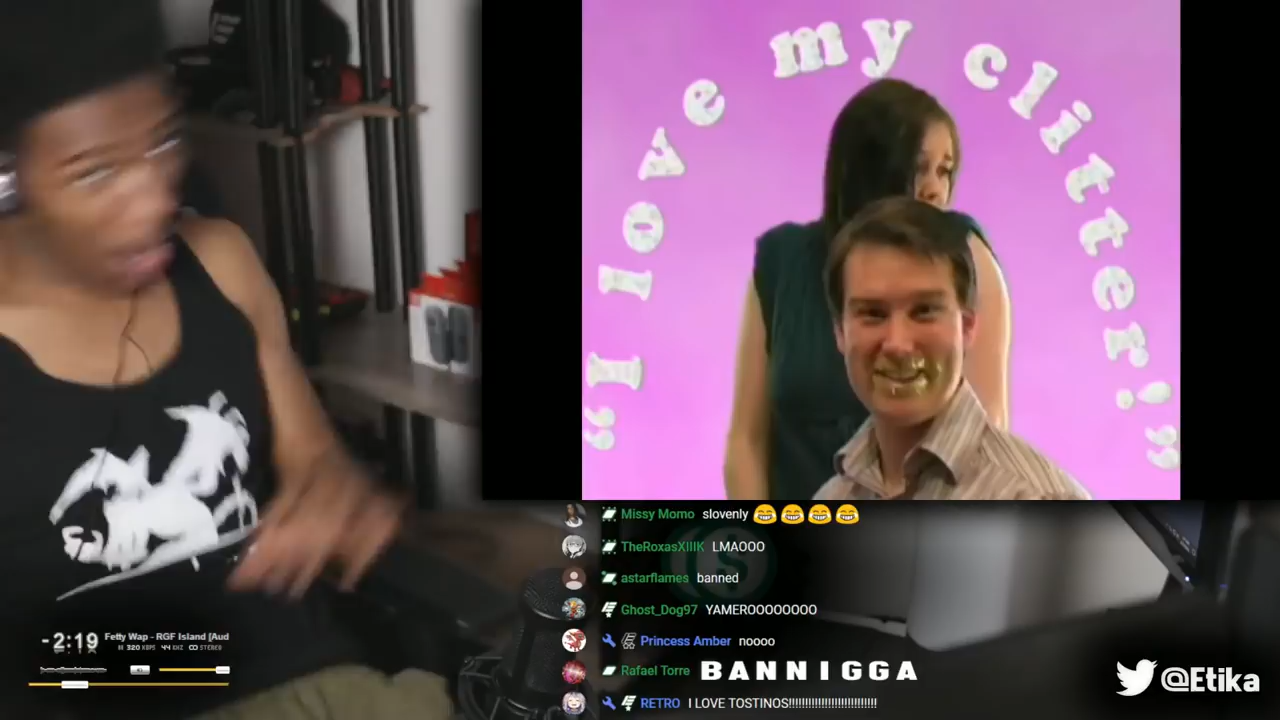 "I love my clitter!"
Missy Momo slovenly 😂😂😂😂
TheRoxasXIIIK LMAOOO
astarflames banned
Ghost_Dog97 YAMEROOOOOOOO
Princess Amber noooo
Rafael Torre BANNIGGA
RETRO I LOVE TOSTINOS!!!!!!!!!!!!!!!!!!!!!!!!!!
-2:19 Fetty Wap - RGF Island [Aud
320 KBPS 44 KHZ STEREO
@Etika